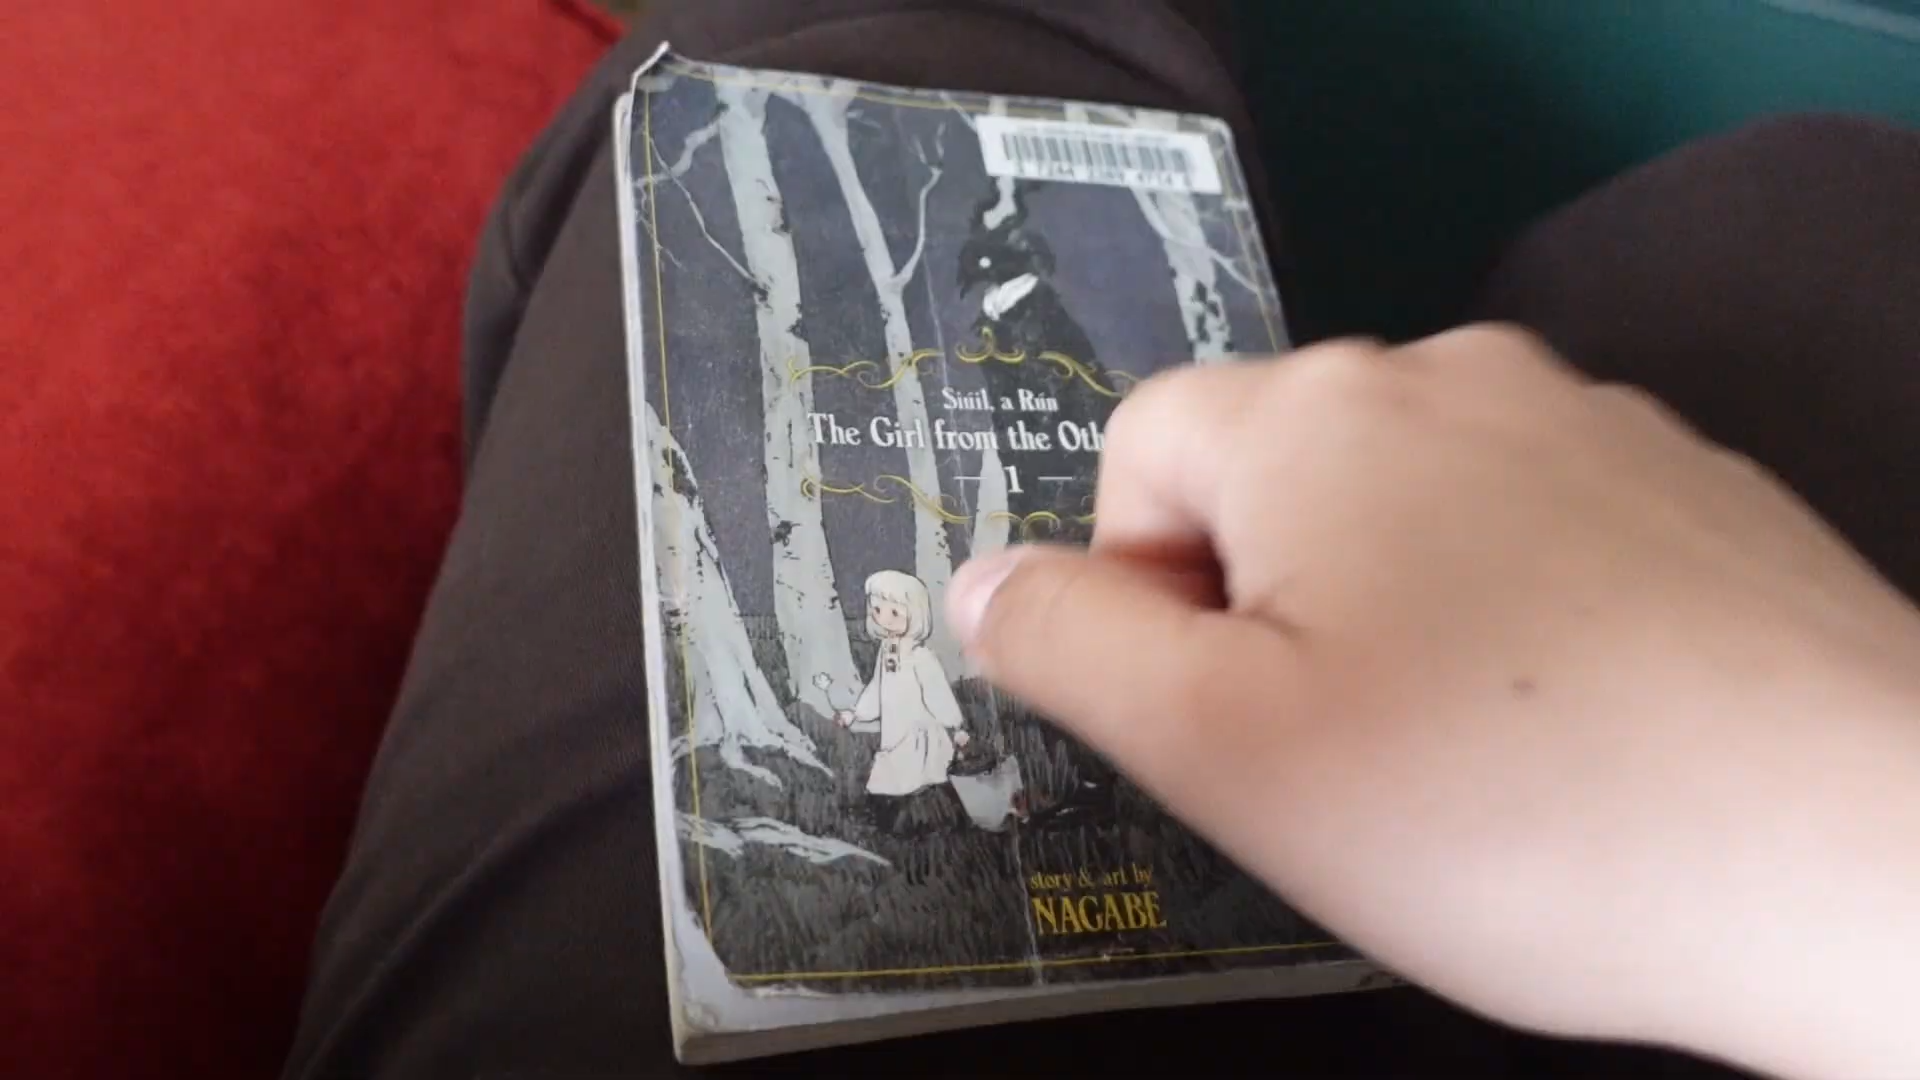 Siúil, a Rún
The Girl from the Oth
1
story & art by
NAGABE